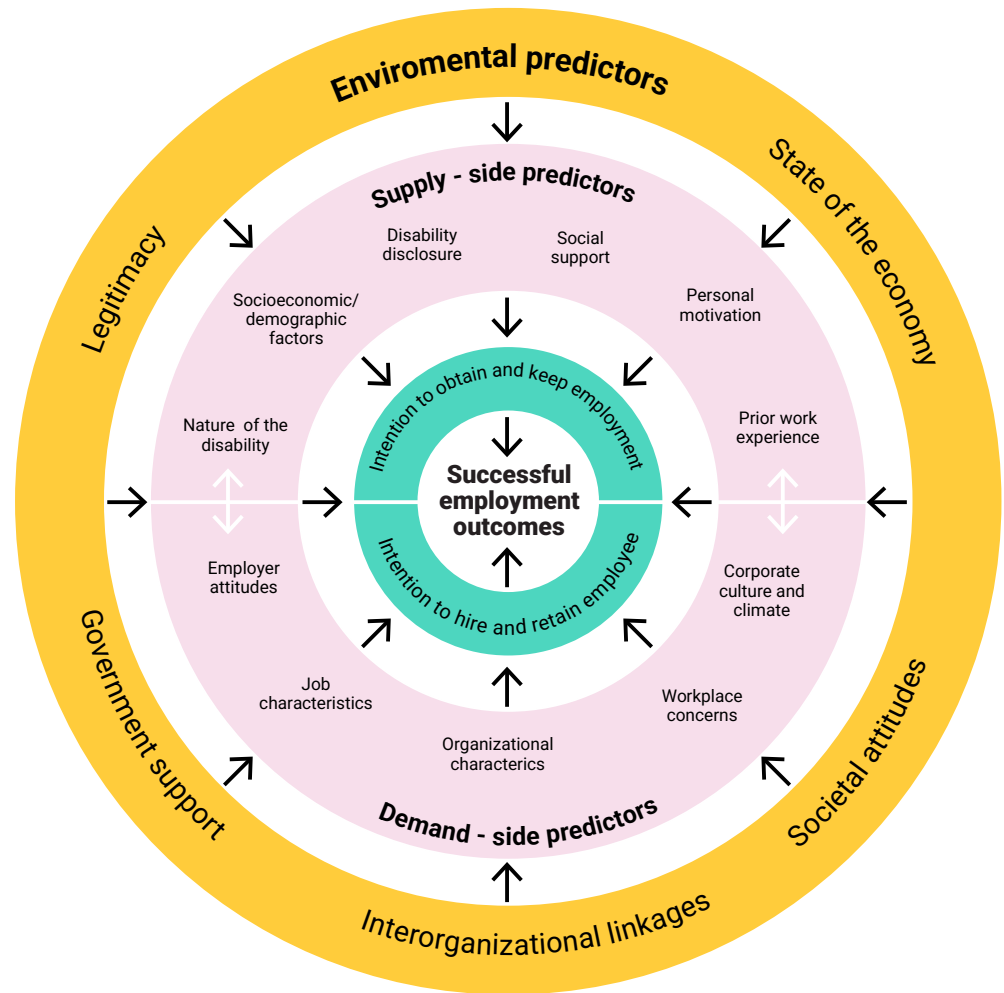 Enviromental predictors
State of the economy
Legitimacy
Supply - side predictors
Disability
disclosure
Social
support
Socioeconomic/
demographic
factors
Personal
motivation
Nature of the
disability
Prior work
experience
Intention to obtain and keep employment
Successful
employment
outcomes
Intention to hire and retain employee
Employer
attitudes
Corporate
culture and
climate
Job
characteristics
Workplace
concerns
Organizational
characterics
Demand - side predictors
Government support
Societal attitudes
Interorganizational linkages